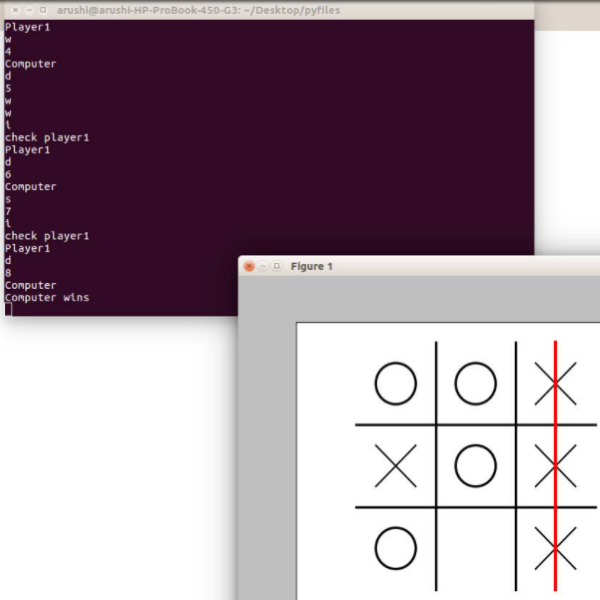 arushi@arushi-HP-ProBook-450-G3: ~/Desktop/pyfiles
Player1
w
4
Computer
d
5
w
w
l
check player1
Player1
d
6
Computer
s
7
l
check player1
Player1
d
8
Computer
Computer wins
Figure 1